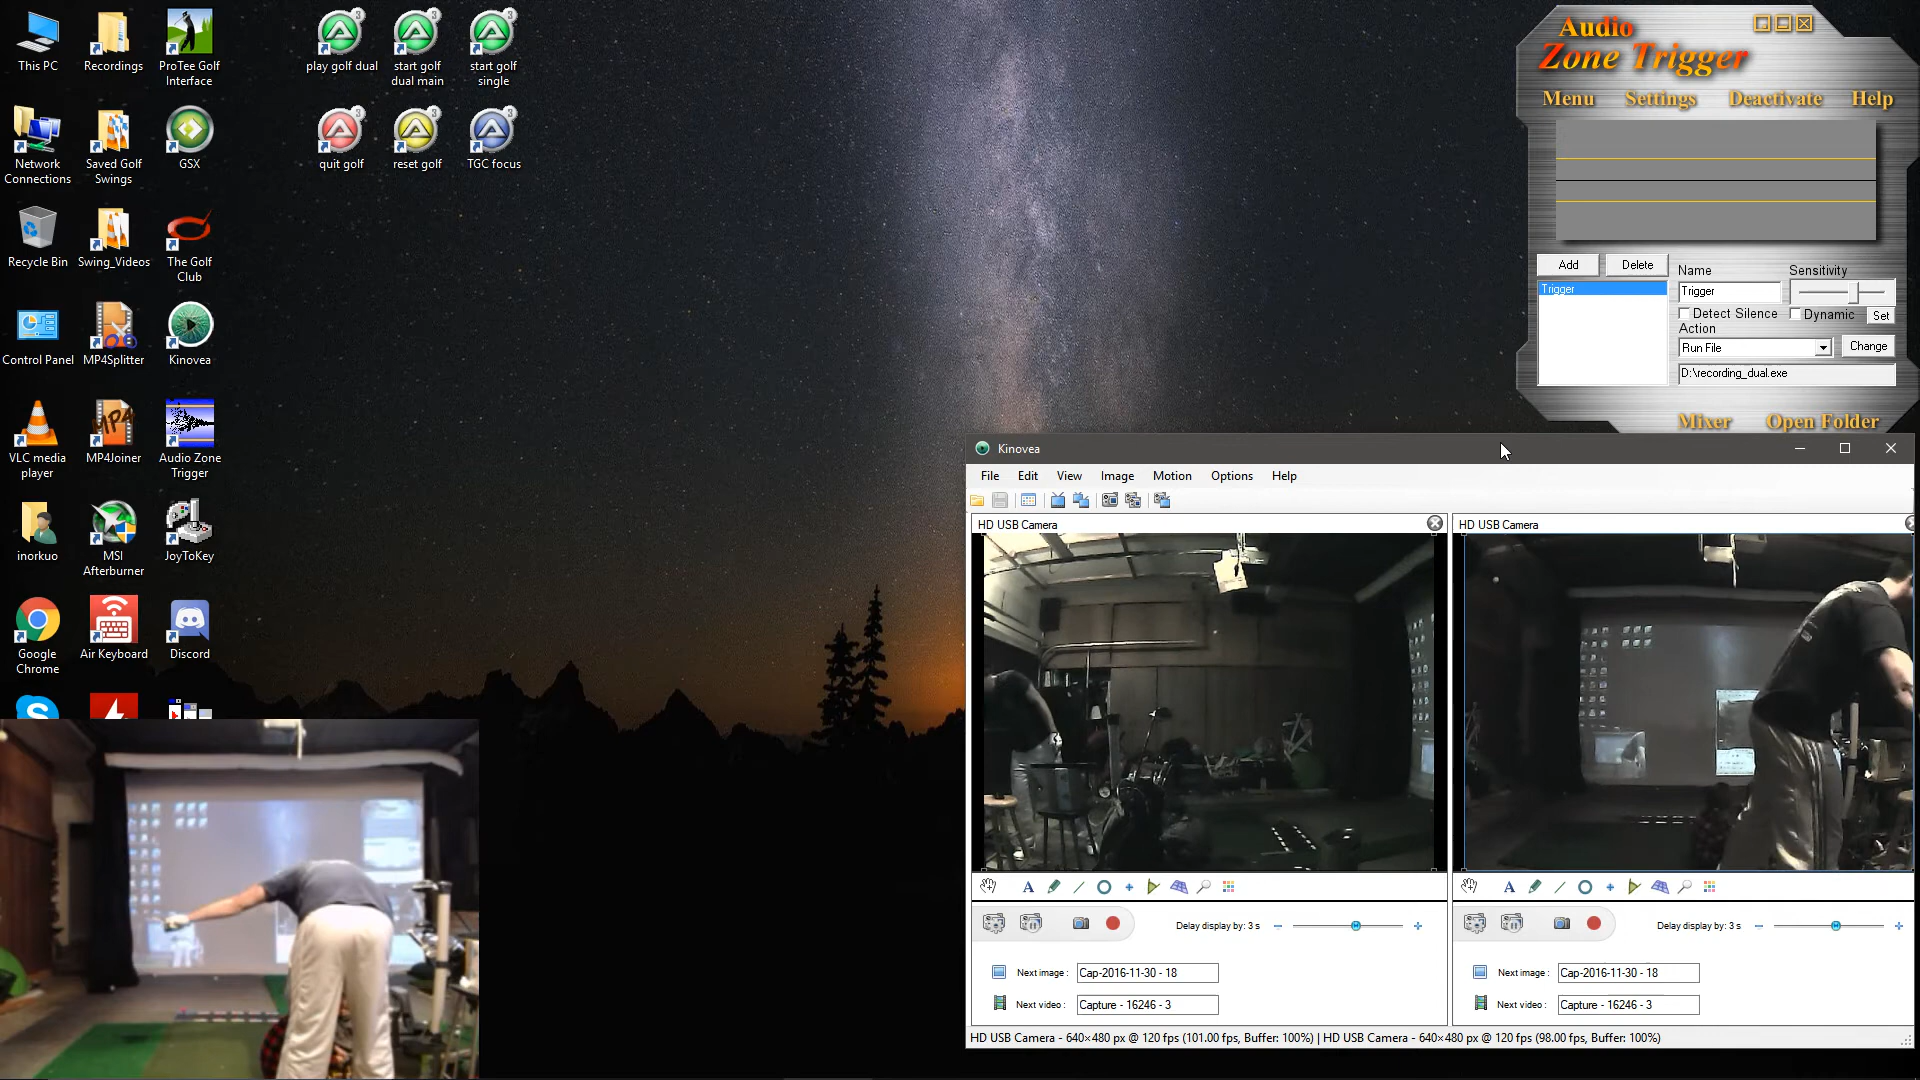 This PC
Recordings
ProTee Golf
Interface
play golf dual
start golf
dual main
start golf
single
Network
Connections
Saved Golf
Swings
GSX
quit golf
reset golf
TGC focus
Recycle Bin
Swing_Videos
The Golf
Club
Control Panel
MP4Splitter
Kinovea
VLC media
player
MP4Joiner
Audio Zone
Trigger
inorkuo
MSI
Afterburner
JoyToKey
Google
Chrome
Air Keyboard
Discord
Audio
Zone Trigger
Menu Settings Deactivate Help
Add Delete
Name
Sensitivity
Trigger
Trigger
Detect Silence
Dynamic
Set
Action
Run File
Change
D:\recording_dual.exe
Mixer Open Folder
Kinovea
File Edit View Image Motion Options Help
HD USB Camera
Delay display by: 3 s
Next image : Cap-2016-11-30 - 18
Next video : Capture - 16246 - 3
HD USB Camera
Delay display by: 3 s
Next image : Cap-2016-11-30 - 18
Next video : Capture - 16246 - 3
HD USB Camera - 640×480 px @ 120 fps (101.00 fps, Buffer: 100%) | HD USB Camera - 640×480 px @ 120 fps (98.00 fps, Buffer: 100%)